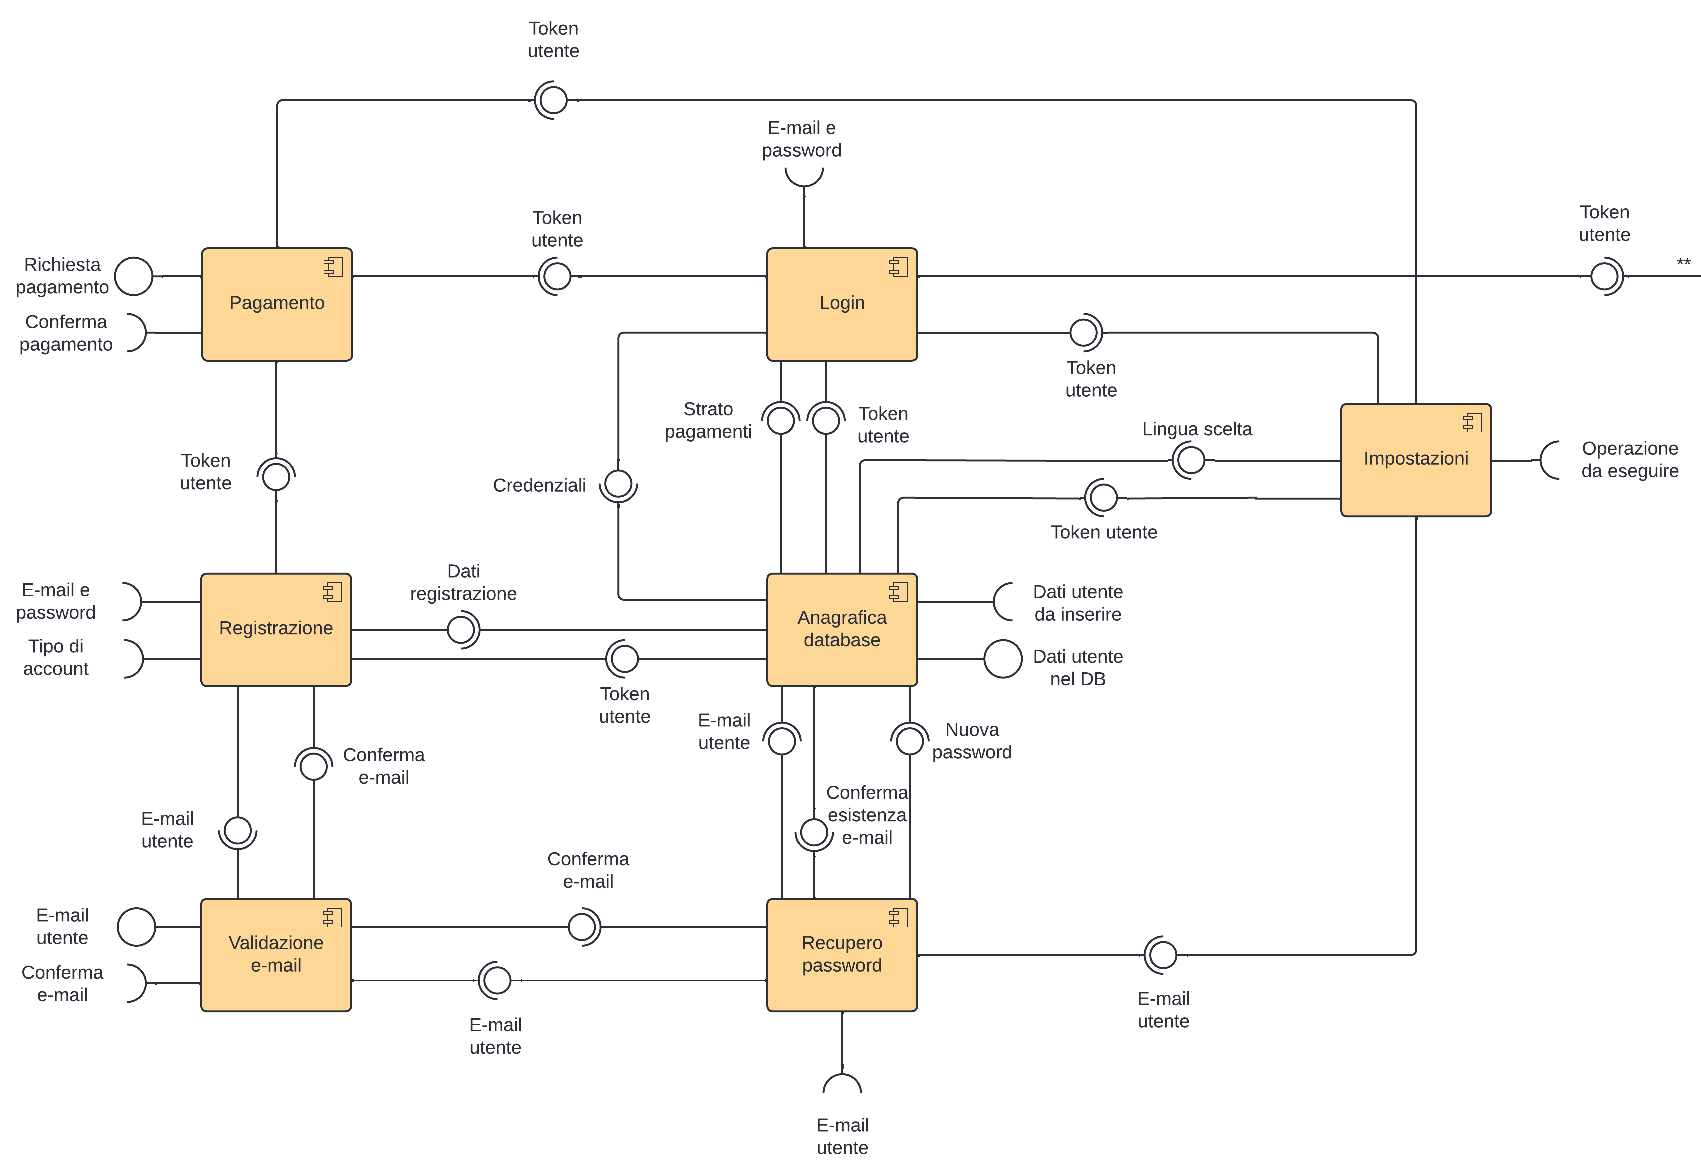 Token
utente
E-mail e
password
Token
utente
Token
utente
**
Richiesta
pagamento
Conferma
pagamento
Pagamento
Login
Token
utente
Strato
pagamenti
Token
utente
Lingua scelta
Impostazioni
Operazione
da eseguire
Token
utente
Credenziali
Token utente
Dati
registrazione
E-mail e
password
Tipo di
account
Registrazione
Anagrafica
database
Dati utente
da inserire
Dati utente
nel DB
Token
utente
E-mail
utente
Nuova
password
Conferma
e-mail
Conferma
esistenza
e-mail
E-mail
utente
Conferma
e-mail
E-mail
utente
Conferma
e-mail
Validazione
e-mail
Recupero
password
E-mail
utente
E-mail
utente
E-mail
utente